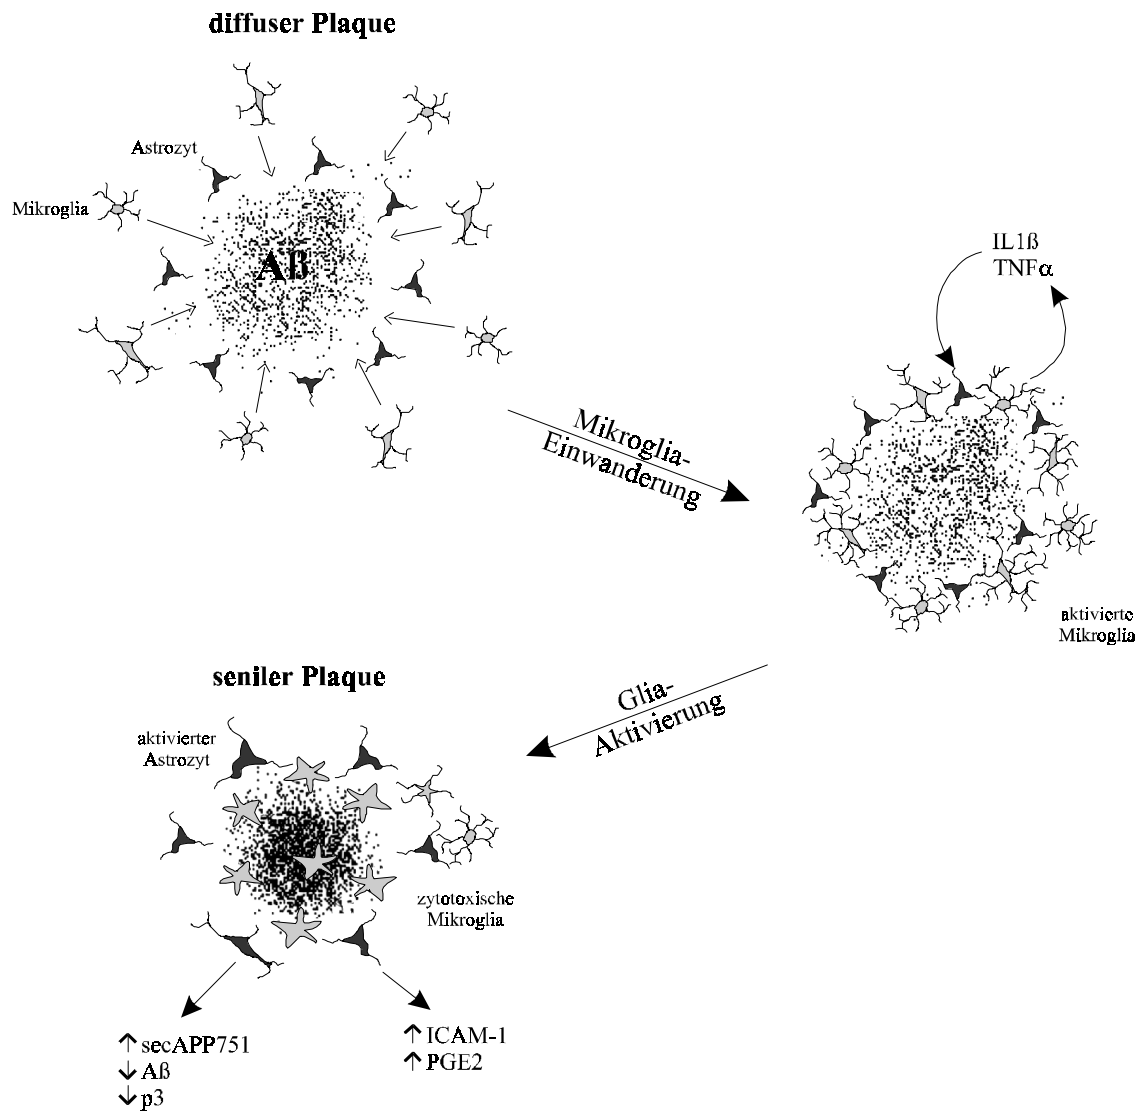 diffuser Plaque
Astrozyt
Mikroglia
Aß
IL1ß
TNFα
Mikroglia-
Einwanderung
aktivierte
Mikroglia
seniler Plaque
Glia-
Aktivierung
aktivierter
Astrozyt
zytotoxische
Mikroglia
↑ secAPP751
↓ Aß
↓ p3
↑ ICAM-1
↑ PGE2